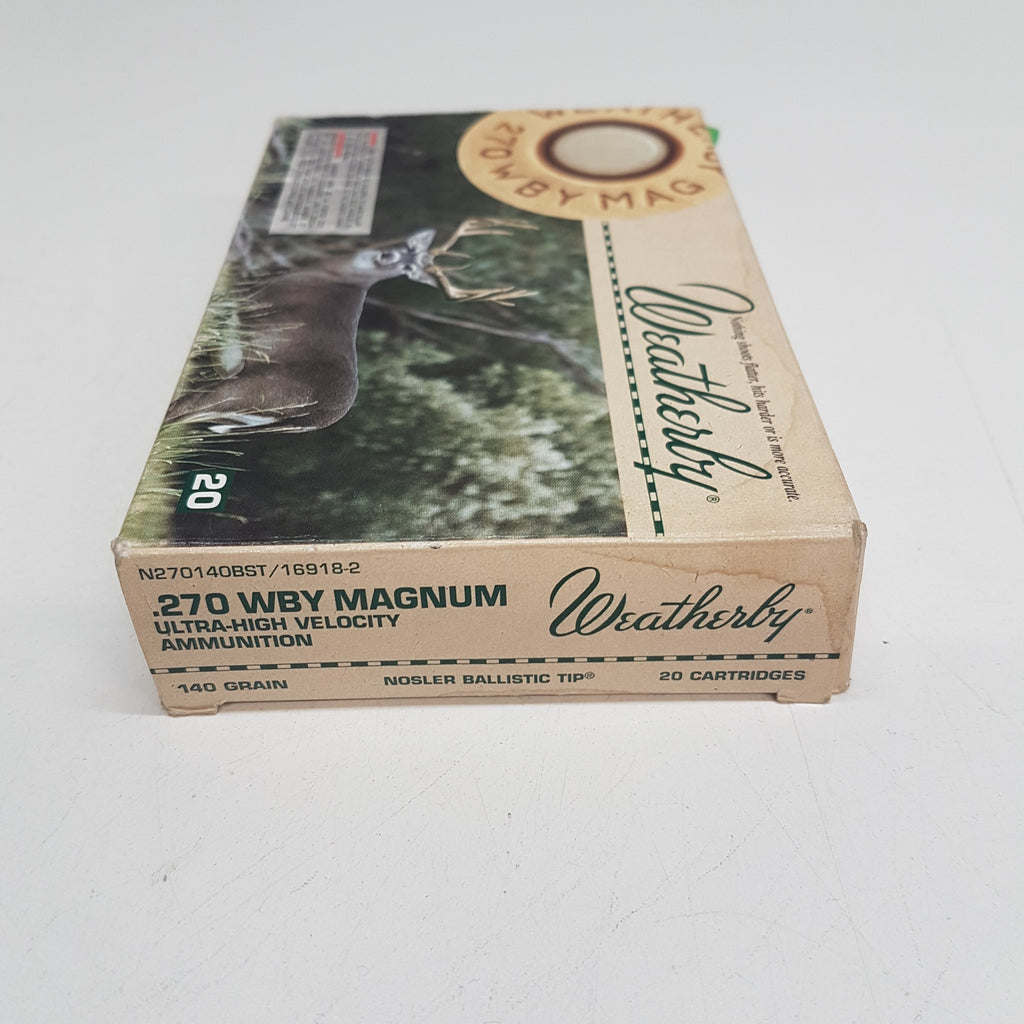 WEATHERBY
270 WBY MAG
Weatherby®
Nothing shoots flatter, hits harder or is more accurate.
20
N270140BST/16918-2
.270 WBY MAGNUM
ULTRA-HIGH VELOCITY
AMMUNITION
Weatherby®
140 GRAIN NOSLER BALLISTIC TIP® 20 CARTRIDGES